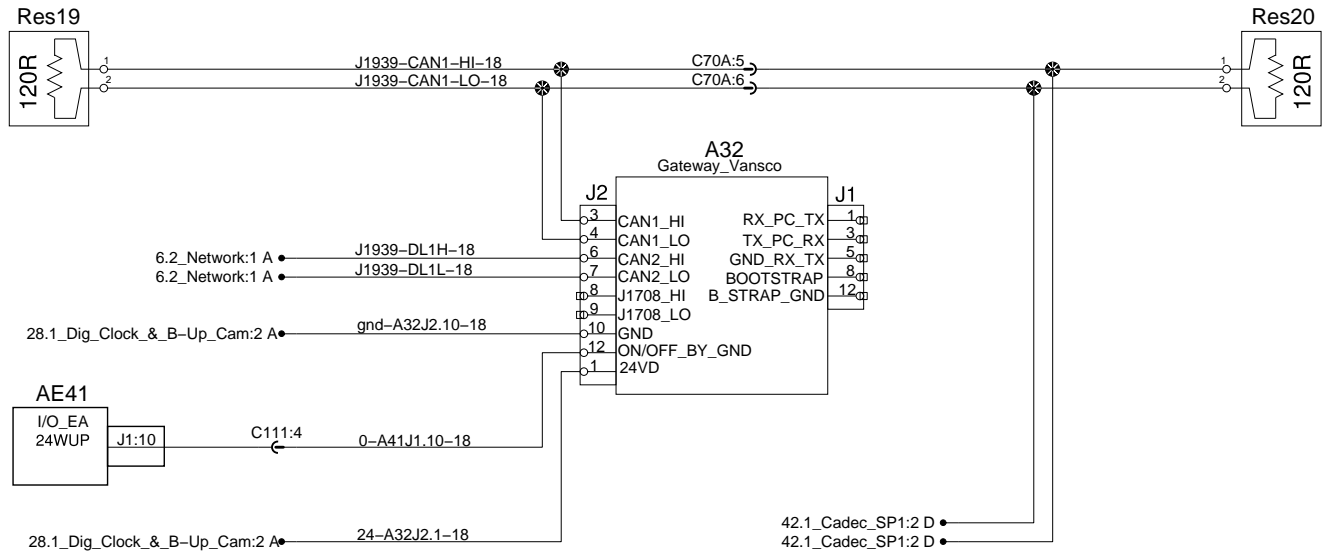 Res19
Res20
120R
1
2
J1939–CAN1–HI–18
J1939–CAN1–LO–18
C70A:5
C70A:6
1
2
120R
A32
Gateway_Vansco
J2
J1
3 CAN1_HI
4 CAN1_LO
6 CAN2_HI
7 CAN2_LO
8 J1708_HI
9 J1708_LO
10 GND
12 ON/OFF_BY_GND
1 24VD
RX_PC_TX 1
TX_PC_RX 3
GND_RX_TX 5
BOOTSTRAP 8
B_STRAP_GND 12
6.2_Network:1 A
J1939–DL1H–18
6.2_Network:1 A
J1939–DL1L–18
28.1_Dig_Clock_&_B–Up_Cam:2 A
gnd–A32J2.10–18
AE41
I/O_EA
24WUP
J1:10
C111:4
0–A41J1.10–18
28.1_Dig_Clock_&_B–Up_Cam:2 A
24–A32J2.1–18
42.1_Cadec_SP1:2 D
42.1_Cadec_SP1:2 D